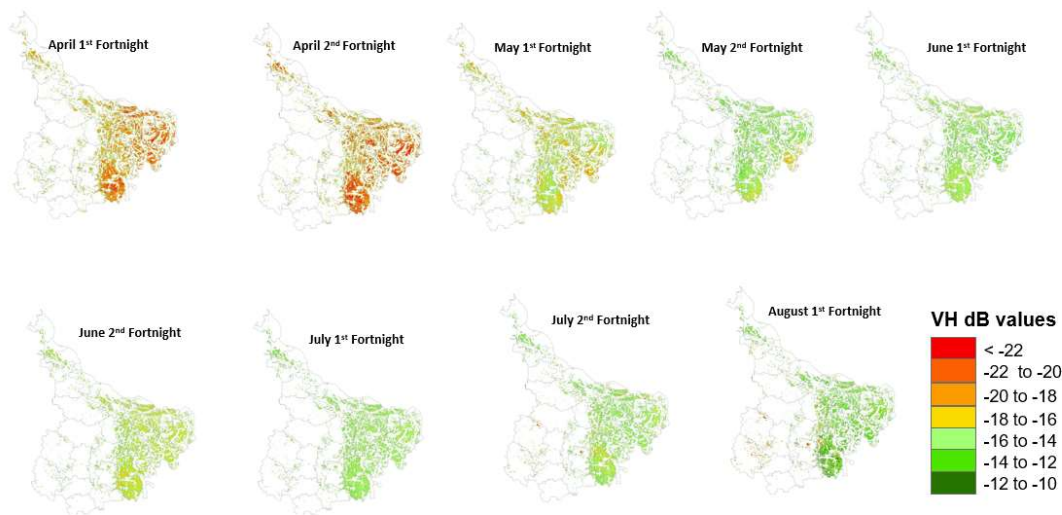 April 1st Fortnight
April 2nd Fortnight
May 1st Fortnight
May 2nd Fortnight
June 1st Fortnight
June 2nd Fortnight
July 1st Fortnight
July 2nd Fortnight
August 1st Fortnight
VH dB values
< -22
-22 to -20
-20 to -18
-18 to -16
-16 to -14
-14 to -12
-12 to -10